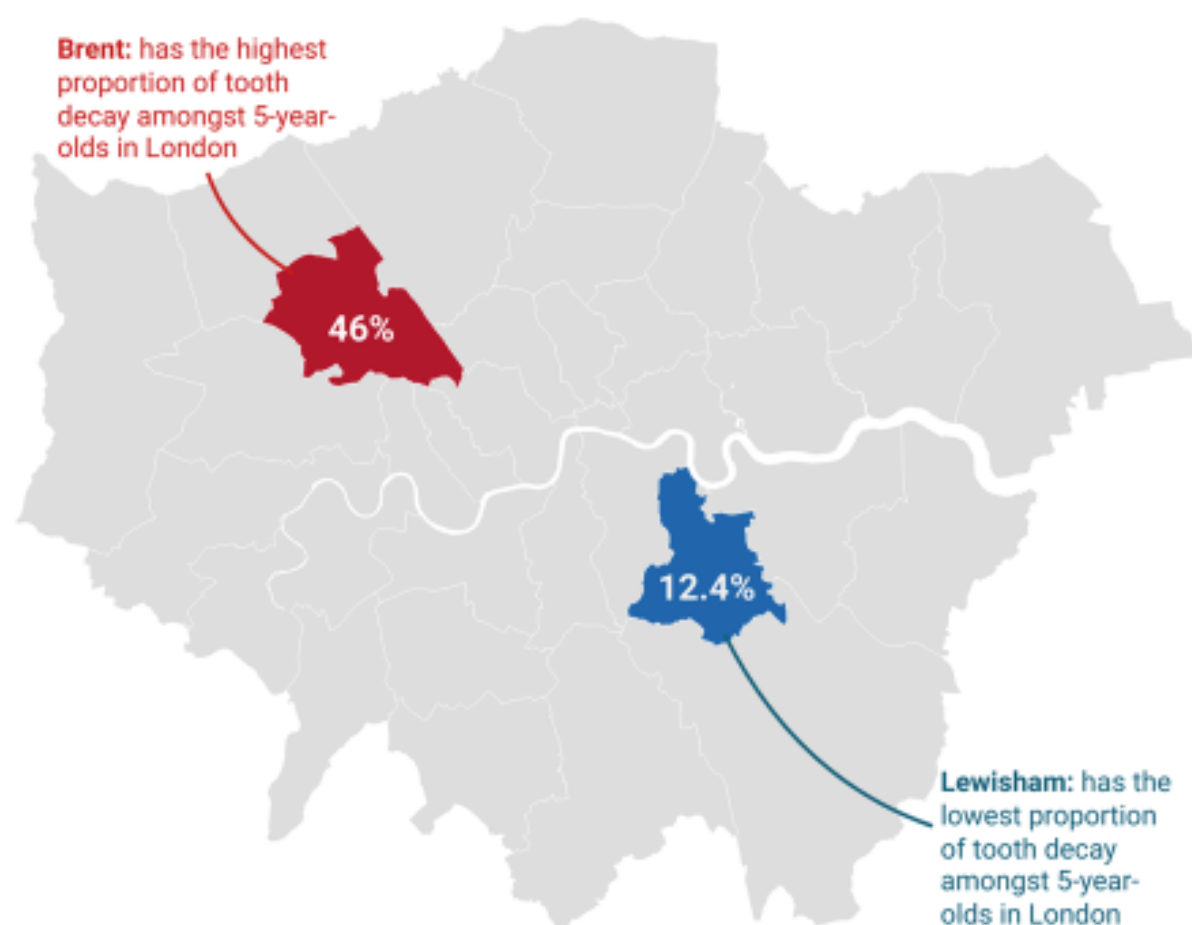 Brent: has the highest
proportion of tooth
decay amongst 5-year-
olds in London
46%
12.4%
Lewisham: has the
lowest proportion
of tooth decay
amongst 5-year-
olds in London